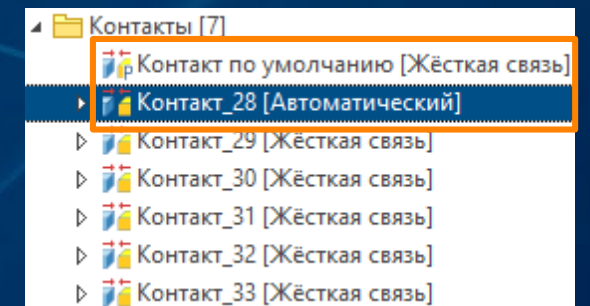 Контакты [7]
Контакт по умолчанию [Жёсткая связь]
Контакт_28 [Автоматический]
Контакт_29 [Жёсткая связь]
Контакт_30 [Жёсткая связь]
Контакт_31 [Жёсткая связь]
Контакт_32 [Жёсткая связь]
Контакт_33 [Жёсткая связь]